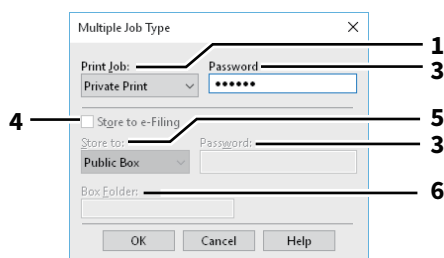 Multiple Job Type
1
Print Job: Password
3
Private Print ••••••
4
Store to e-Filing
5
Store to: Password:
3
Public Box
Box Folder:
6
OK Cancel Help